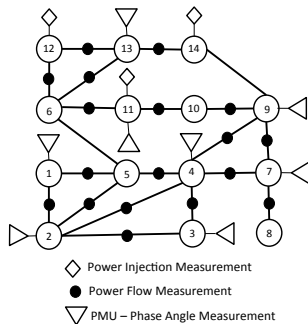 12 13 14
6 11 10 9
1 5 4 7
2 3 8
Power Injection Measurement
Power Flow Measurement
PMU – Phase Angle Measurement